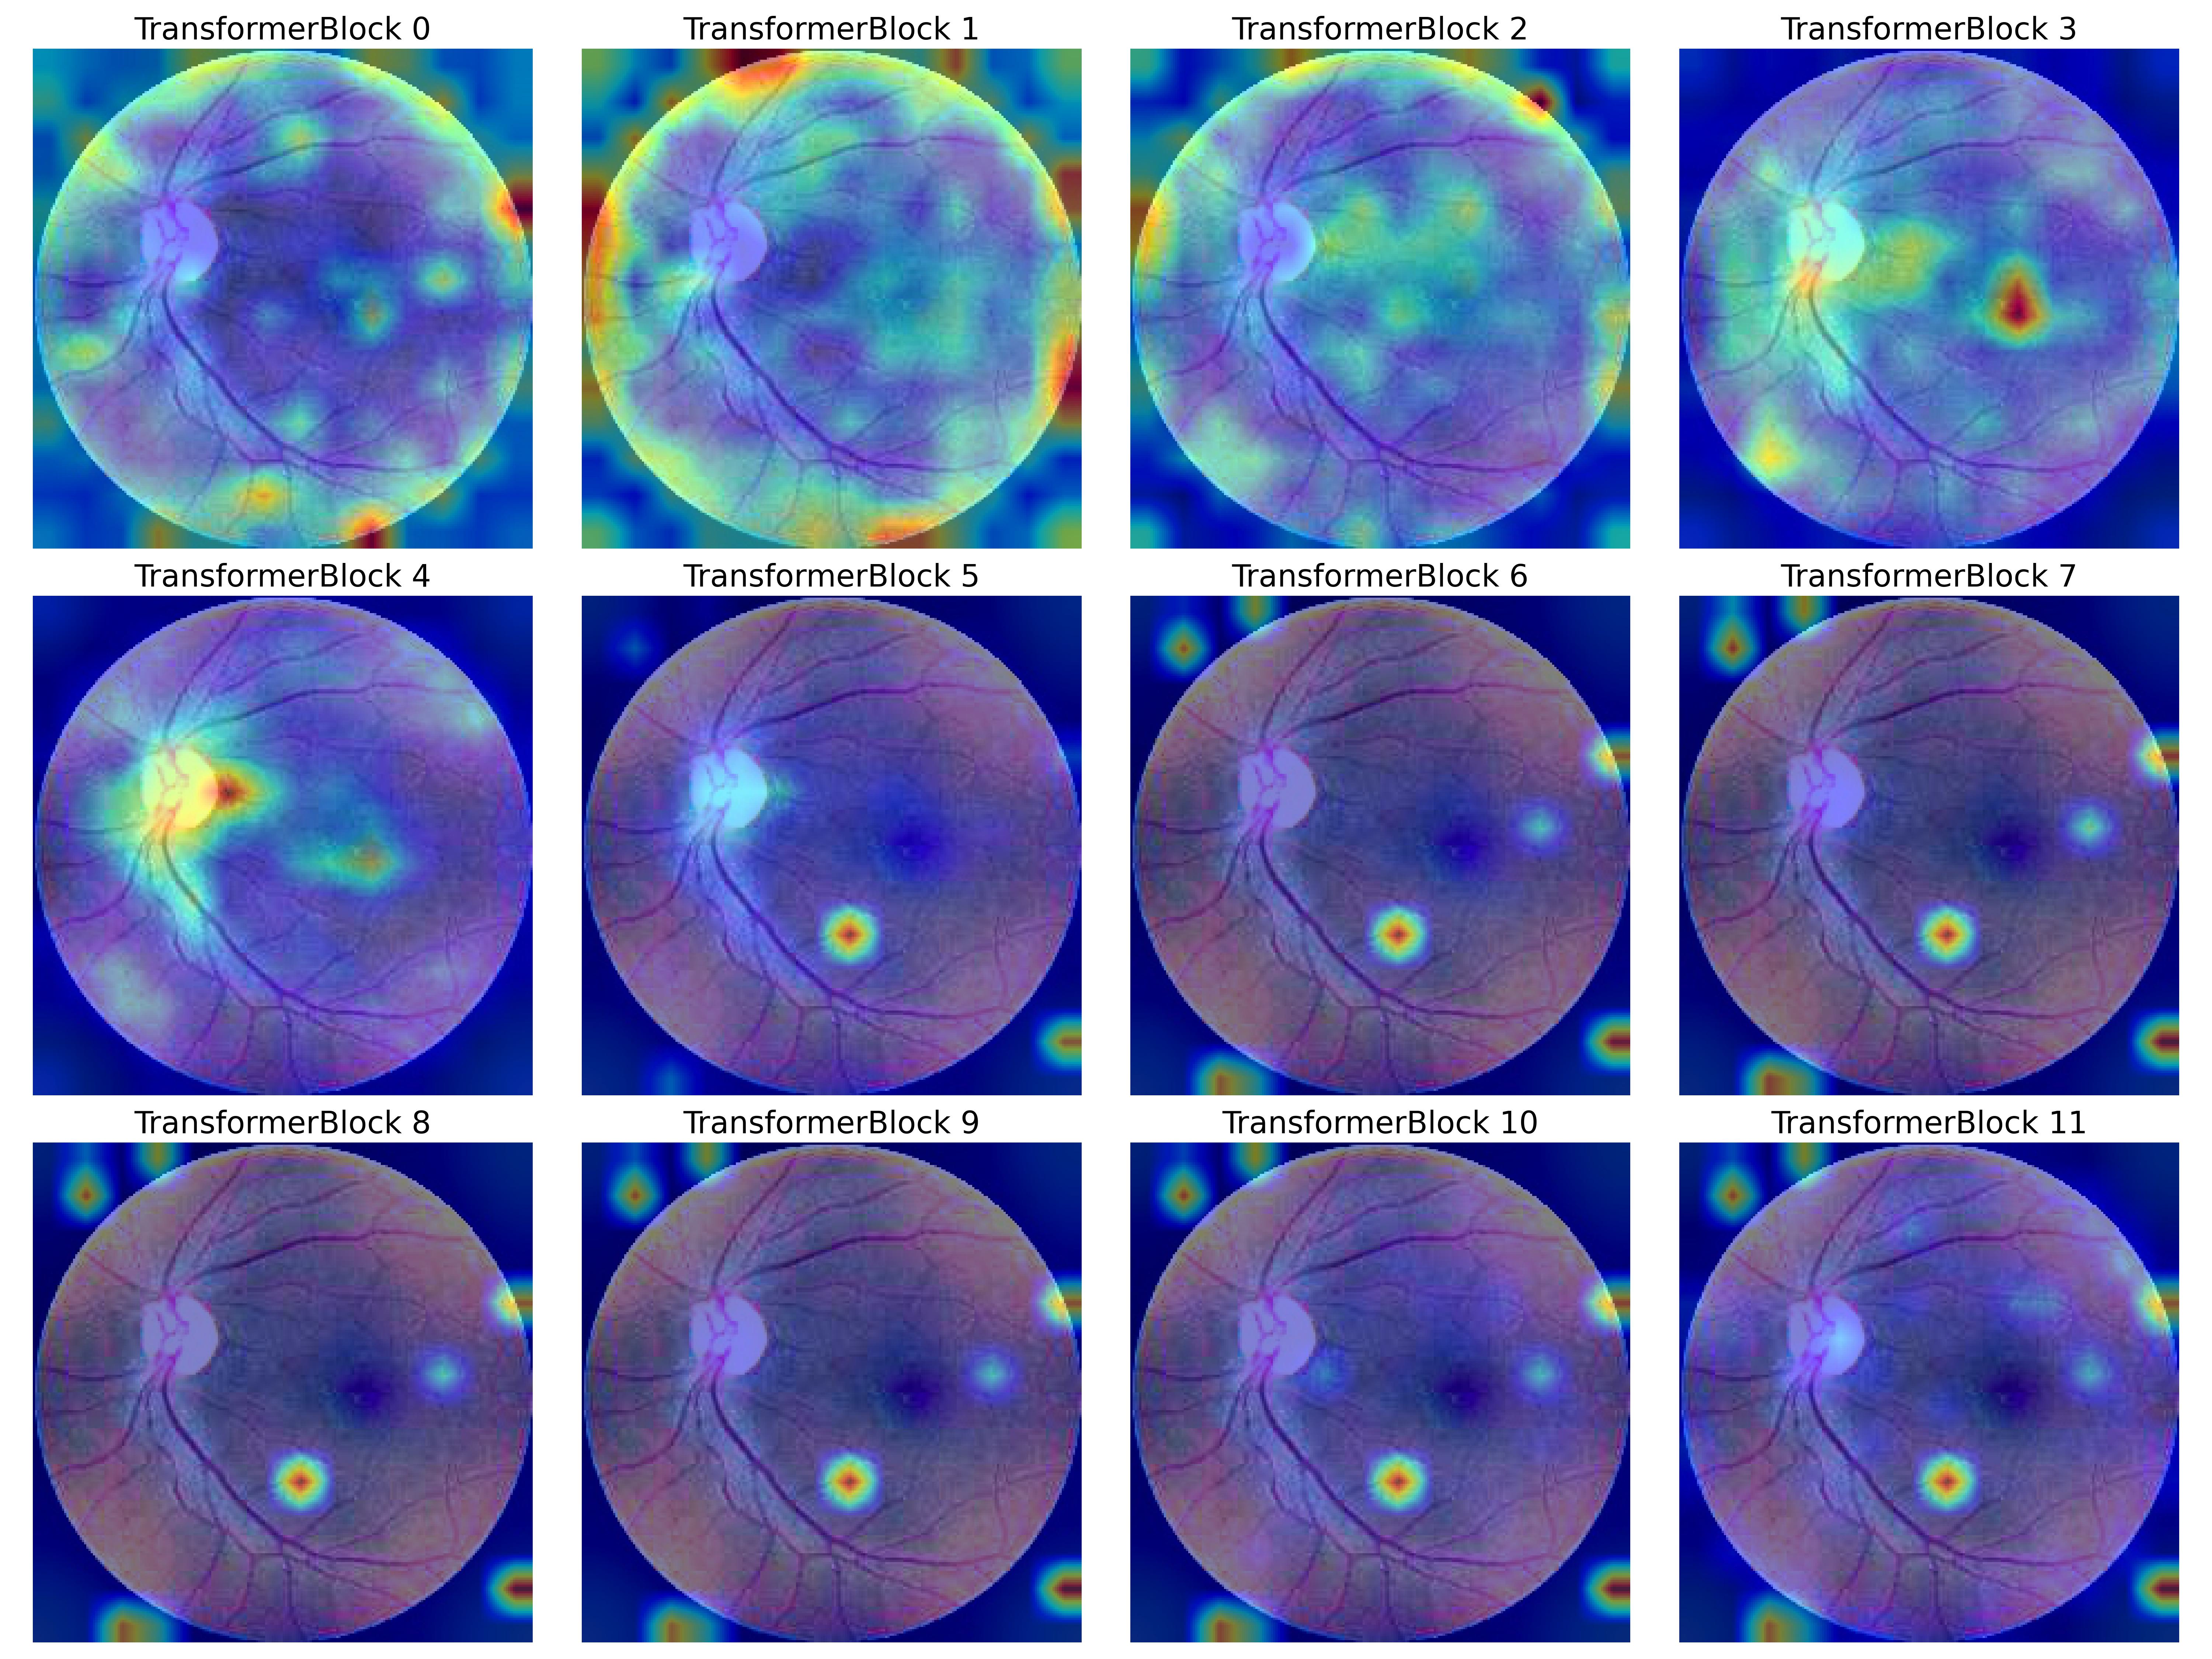 TransformerBlock 0
TransformerBlock 1
TransformerBlock 2
TransformerBlock 3
TransformerBlock 4
TransformerBlock 5
TransformerBlock 6
TransformerBlock 7
TransformerBlock 8
TransformerBlock 9
TransformerBlock 10
TransformerBlock 11